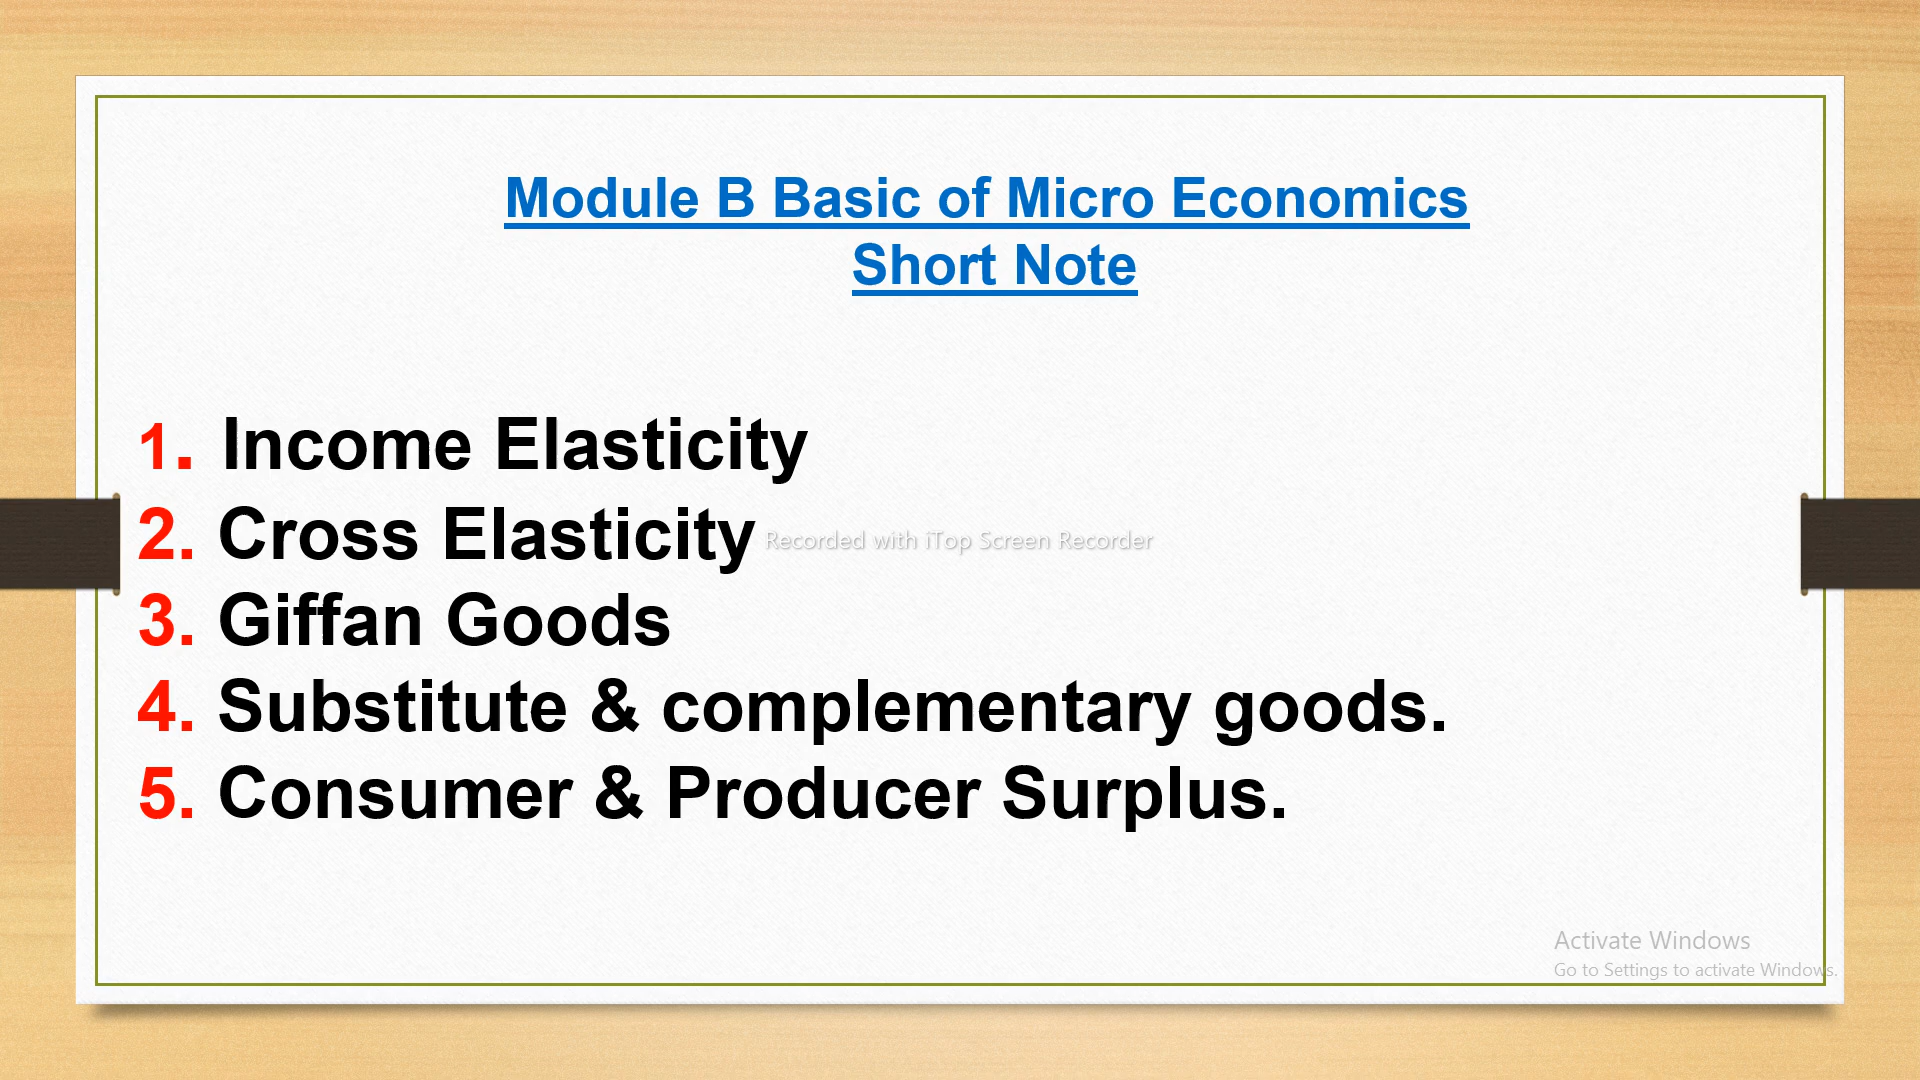 Module B Basic of Micro Economics
Short Note
1. Income Elasticity
2. Cross Elasticity
Recorded with iTop Screen Recorder
3. Giffan Goods
4. Substitute & complementary goods.
5. Consumer & Producer Surplus.
Activate Windows
Go to Settings to activate Windows.